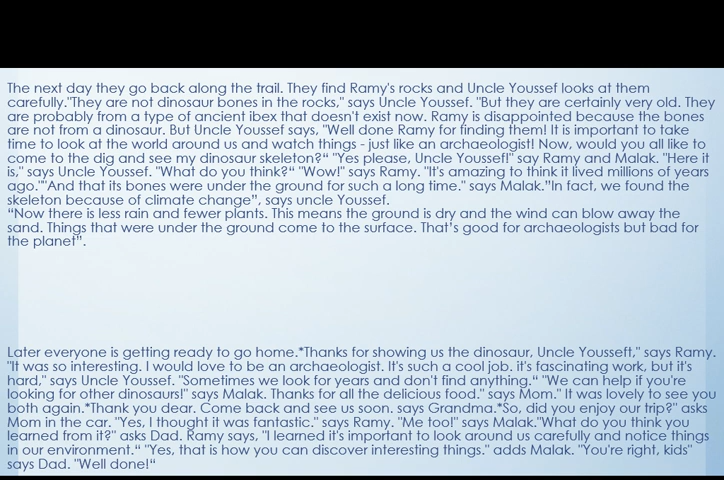 The next day they go back along the trail. They find Ramy's rocks and Uncle Youssef looks at them
carefully."They are not dinosaur bones in the rocks," says Uncle Youssef. "But they are certainly very old. They
are probably from a type of ancient ibex that doesn't exist now. Ramy is disappointed because the bones
are not from a dinosaur. But Uncle Youssef says, "Well done Ramy for finding them! It is important to take
time to look at the world around us and watch things - just like an archaeologist! Now, would you all like to
come to the dig and see my dinosaur skeleton?“ "Yes please, Uncle Youssef!" say Ramy and Malak. "Here it
is," says Uncle Youssef. "What do you think?“ "Wow!" says Ramy. "It's amazing to think it lived millions of years
ago.""And that its bones were under the ground for such a long time." says Malak.”In fact, we found the
skeleton because of climate change”, says uncle Youssef.
“Now there is less rain and fewer plants. This means the ground is dry and the wind can blow away the
sand. Things that were under the ground come to the surface. That’s good for archaeologists but bad for
the planet”.
Later everyone is getting ready to go home.*Thanks for showing us the dinosaur, Uncle Yousseft," says Ramy.
"It was so interesting. I would love to be an archaeologist. It's such a cool job. it's fascinating work, but it's
hard," says Uncle Youssef. "Sometimes we look for years and don't find anything.“ "We can help if you're
looking for other dinosaurs!" says Malak. Thanks for all the delicious food." says Mom." It was lovely to see you
both again.*Thank you dear. Come back and see us soon. says Grandma.*So, did you enjoy our trip?" asks
Mom in the car. "Yes, I thought it was fantastic." says Ramy. "Me too!" says Malak."What do you think you
learned from it?" asks Dad. Ramy says, "I learned it's important to look around us carefully and notice things
in our environment.“ "Yes, that is how you can discover interesting things." adds Malak. "You're right, kids"
says Dad. "Well done!“